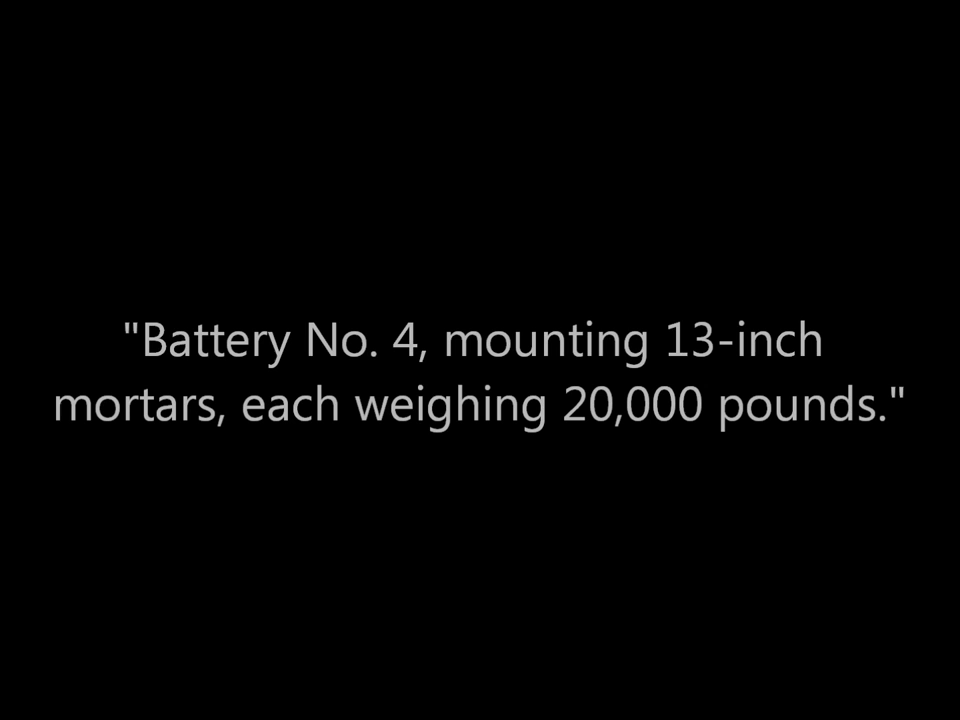 "Battery No. 4, mounting 13-inch
mortars, each weighing 20,000 pounds."